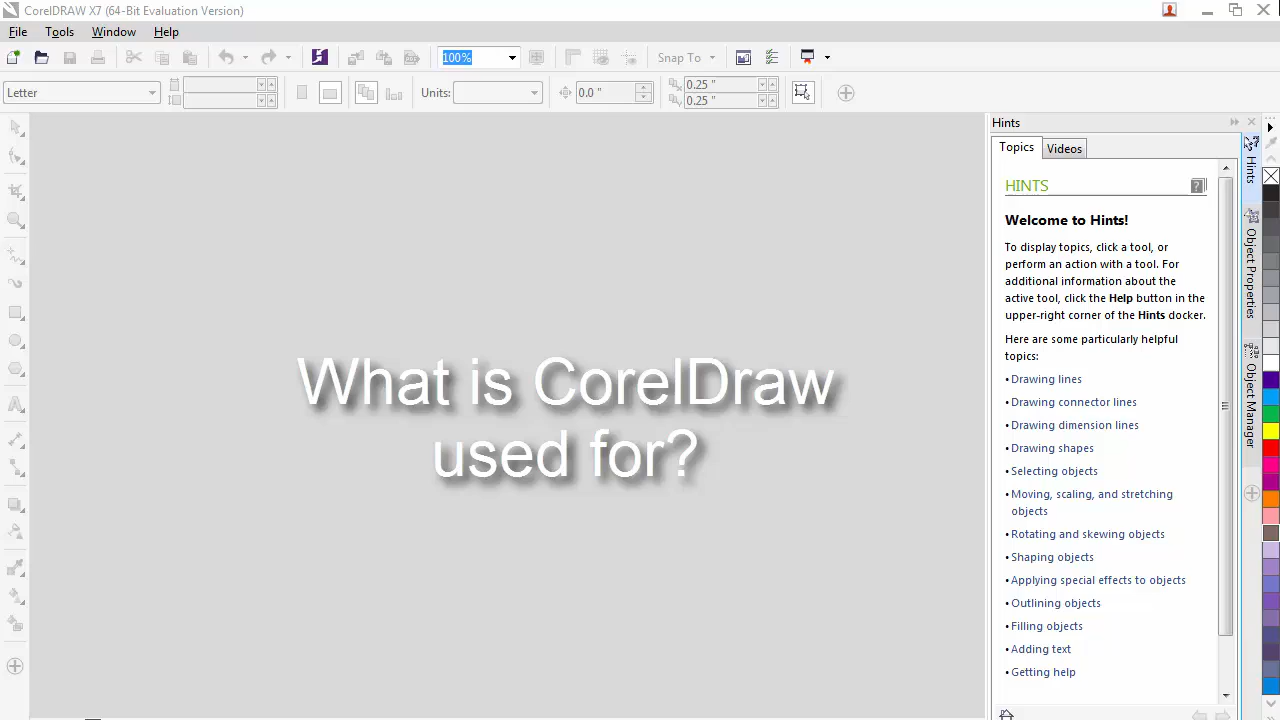 CorelDRAW X7 (64-Bit Evaluation Version)
File Tools Window Help
100% Snap To
Letter Units: 0.0 " 0.25 "
0.25 "
Hints
Topics Videos
HINTS
Welcome to Hints!
To display topics, click a tool, or
perform an action with a tool. For
additional information about the
active tool, click the Help button in the
upper-right corner of the Hints docker.
Here are some particularly helpful
topics:
• Drawing lines
• Drawing connector lines
• Drawing dimension lines
• Drawing shapes
• Selecting objects
• Moving, scaling, and stretching
objects
• Rotating and skewing objects
• Shaping objects
• Applying special effects to objects
• Outlining objects
• Filling objects
• Adding text
• Getting help
What is CorelDraw
used for?
Hints
Object Properties
Object Manager